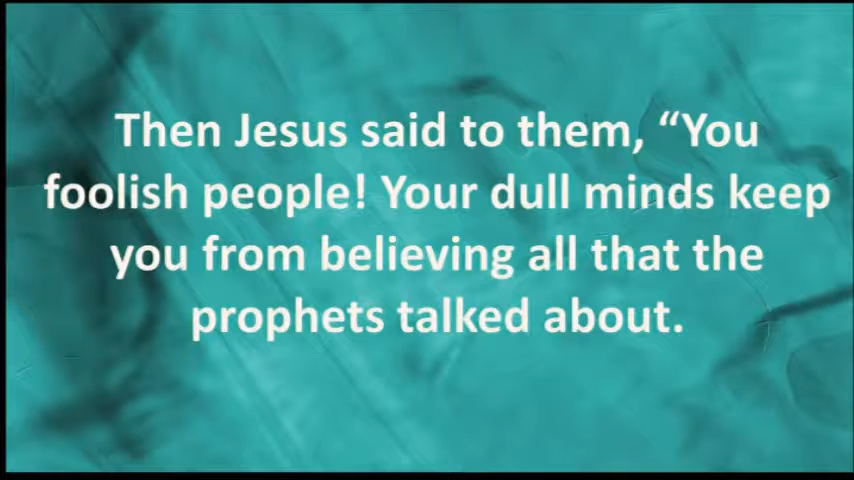 Then Jesus said to them, “You
foolish people! Your dull minds keep
you from believing all that the
prophets talked about.